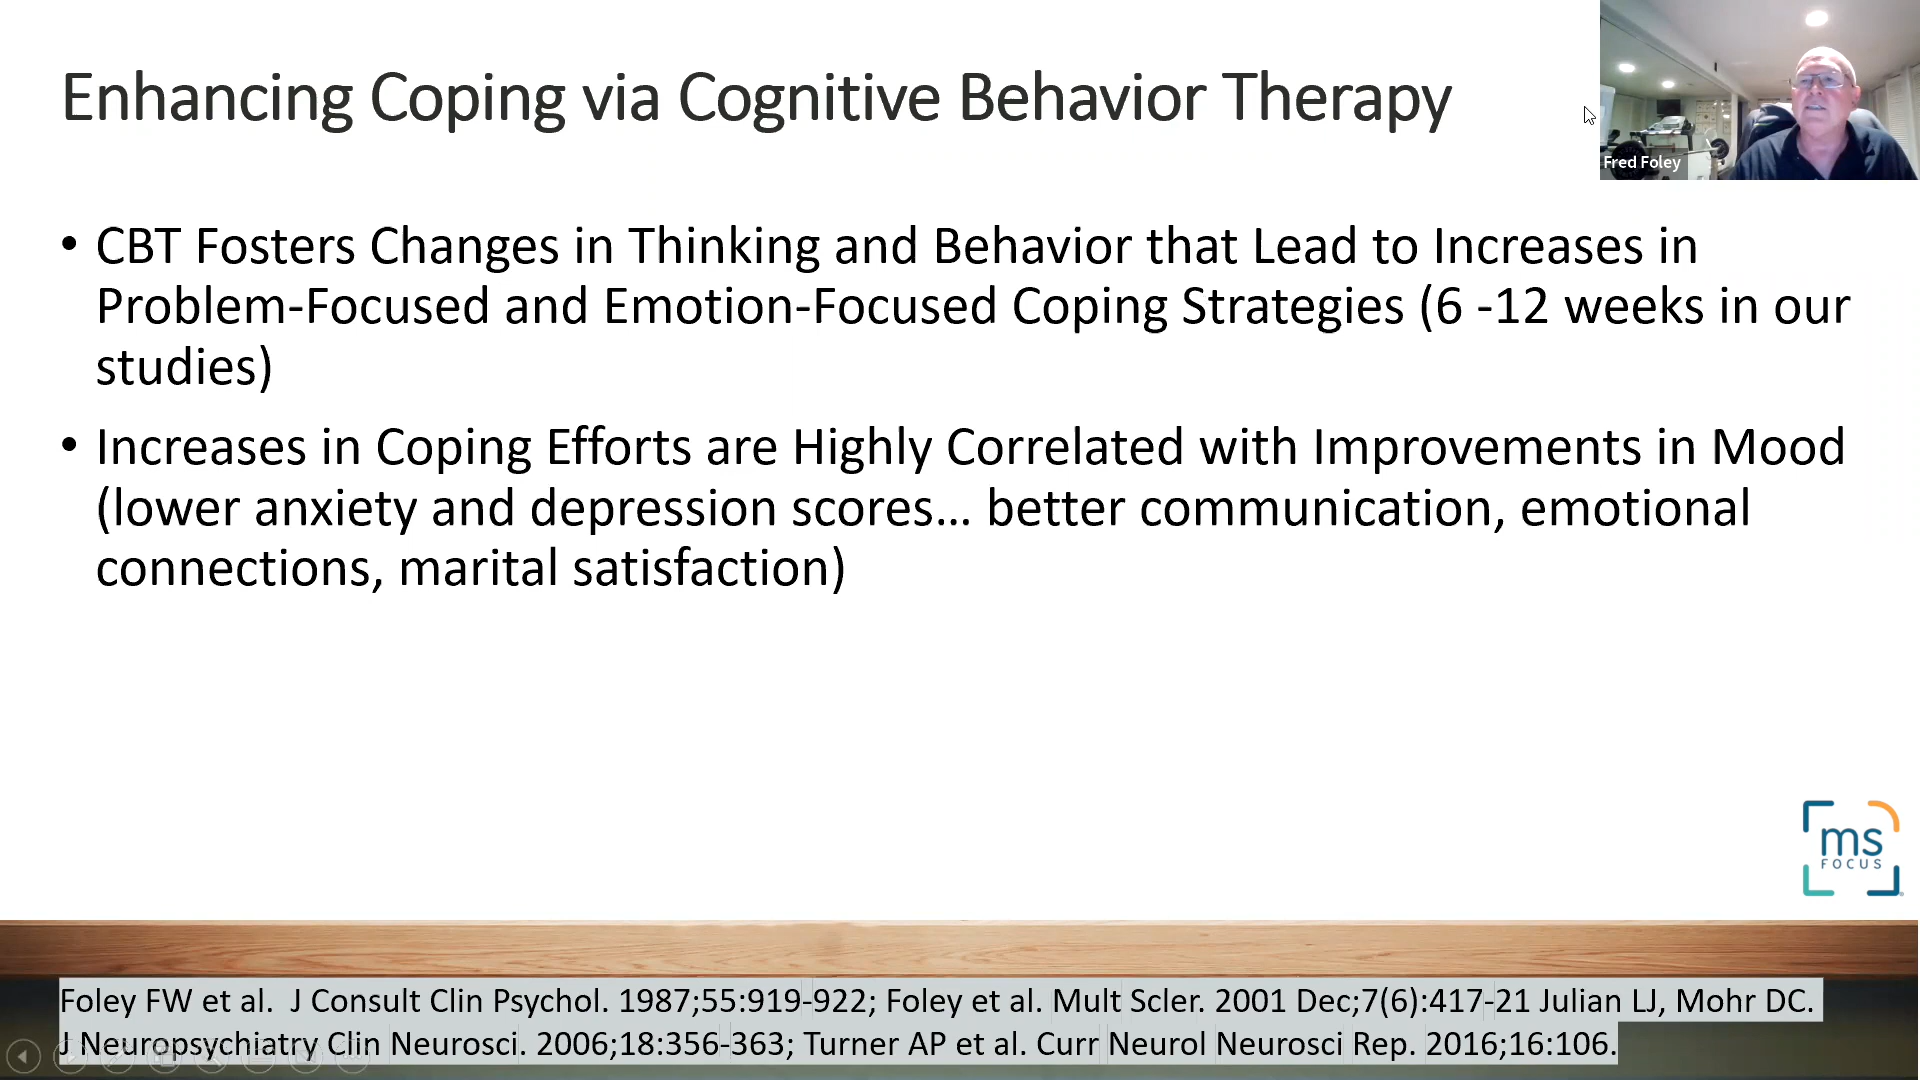 Enhancing Coping via Cognitive Behavior Therapy
Fred Foley
• CBT Fosters Changes in Thinking and Behavior that Lead to Increases in
Problem-Focused and Emotion-Focused Coping Strategies (6 -12 weeks in our
studies)
• Increases in Coping Efforts are Highly Correlated with Improvements in Mood
(lower anxiety and depression scores… better communication, emotional
connections, marital satisfaction)
ms
FOCUS
Foley FW et al.  J Consult Clin Psychol. 1987;55:919-922; Foley et al. Mult Scler. 2001 Dec;7(6):417-21 Julian LJ, Mohr DC.
J Neuropsychiatry Clin Neurosci. 2006;18:356-363; Turner AP et al. Curr Neurol Neurosci Rep. 2016;16:106.